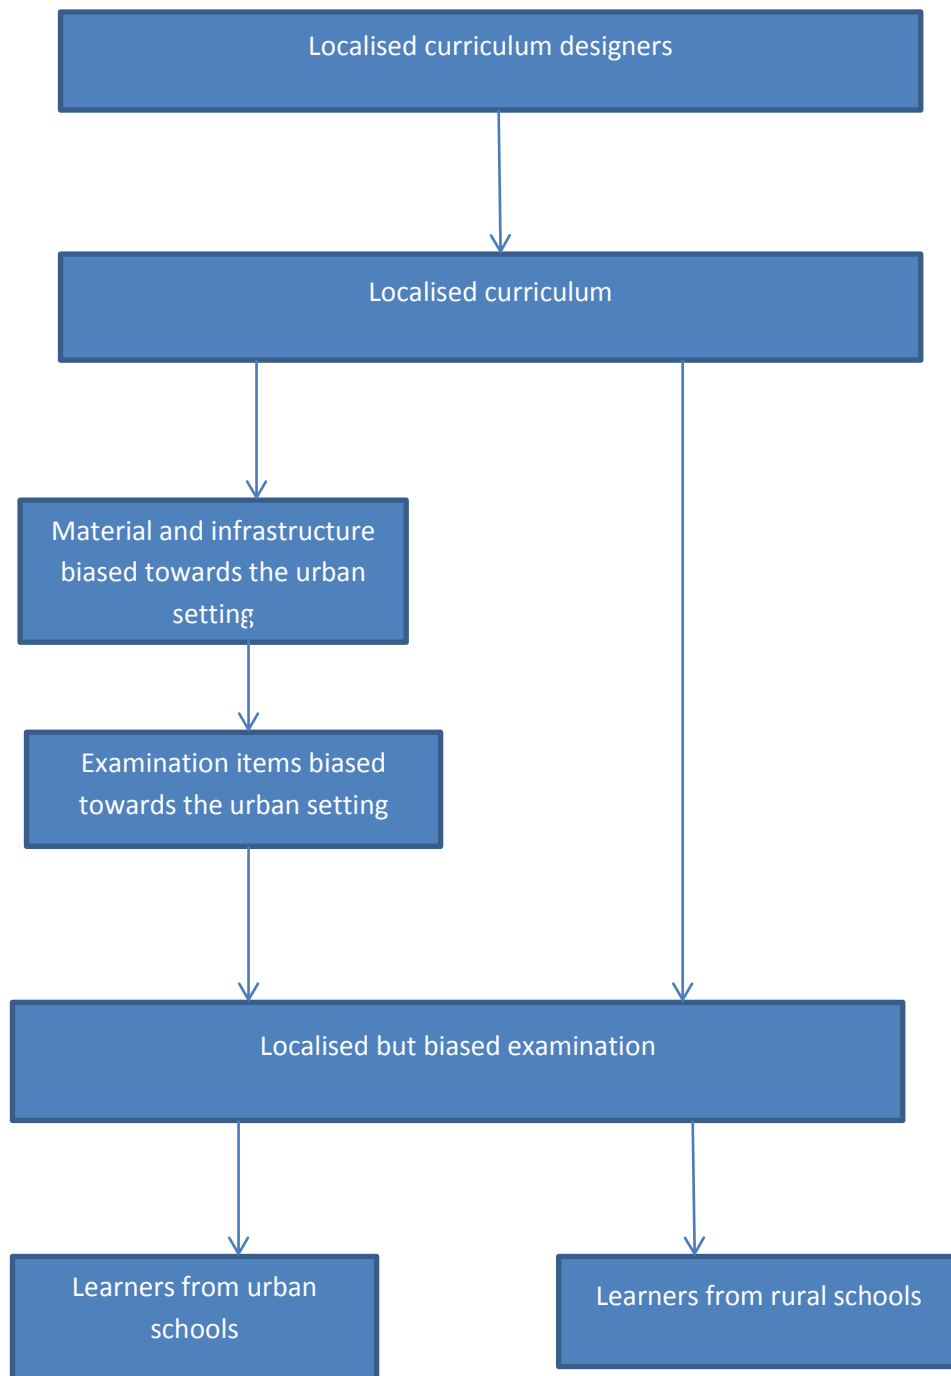 Localised curriculum designers
Localised curriculum
Material and infrastructure
biased towards the urban
setting
Examination items biased
towards the urban setting
Localised but biased examination
Learners from urban
schools
Learners from rural schools